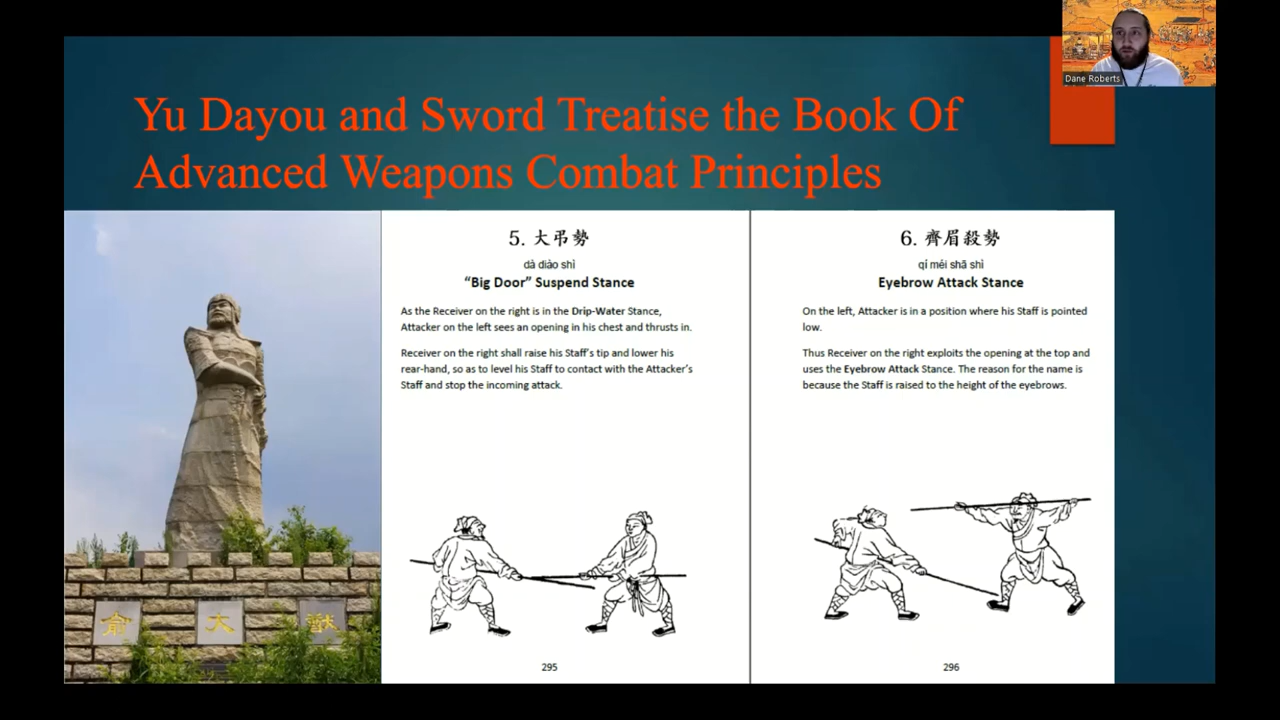 Dane Roberts
Yu Dayou and Sword Treatise the Book Of
Advanced Weapons Combat Principles
5. 大吊勢
dà diào shì
“Big Door” Suspend Stance
As the Receiver on the right is in the Drip-Water Stance,
Attacker on the left sees an opening in his chest and thrusts in.
Receiver on the right shall raise his Staff’s tip and lower his
rear-hand, so as to level his Staff to contact with the Attacker’s
Staff and stop the incoming attack.
295
6. 齊眉殺勢
qí méi shā shì
Eyebrow Attack Stance
On the left, Attacker is in a position where his Staff is pointed
low.
Thus Receiver on the right exploits the opening at the top and
uses the Eyebrow Attack Stance. The reason for the name is
because the Staff is raised to the height of the eyebrows.
296
俞大猷